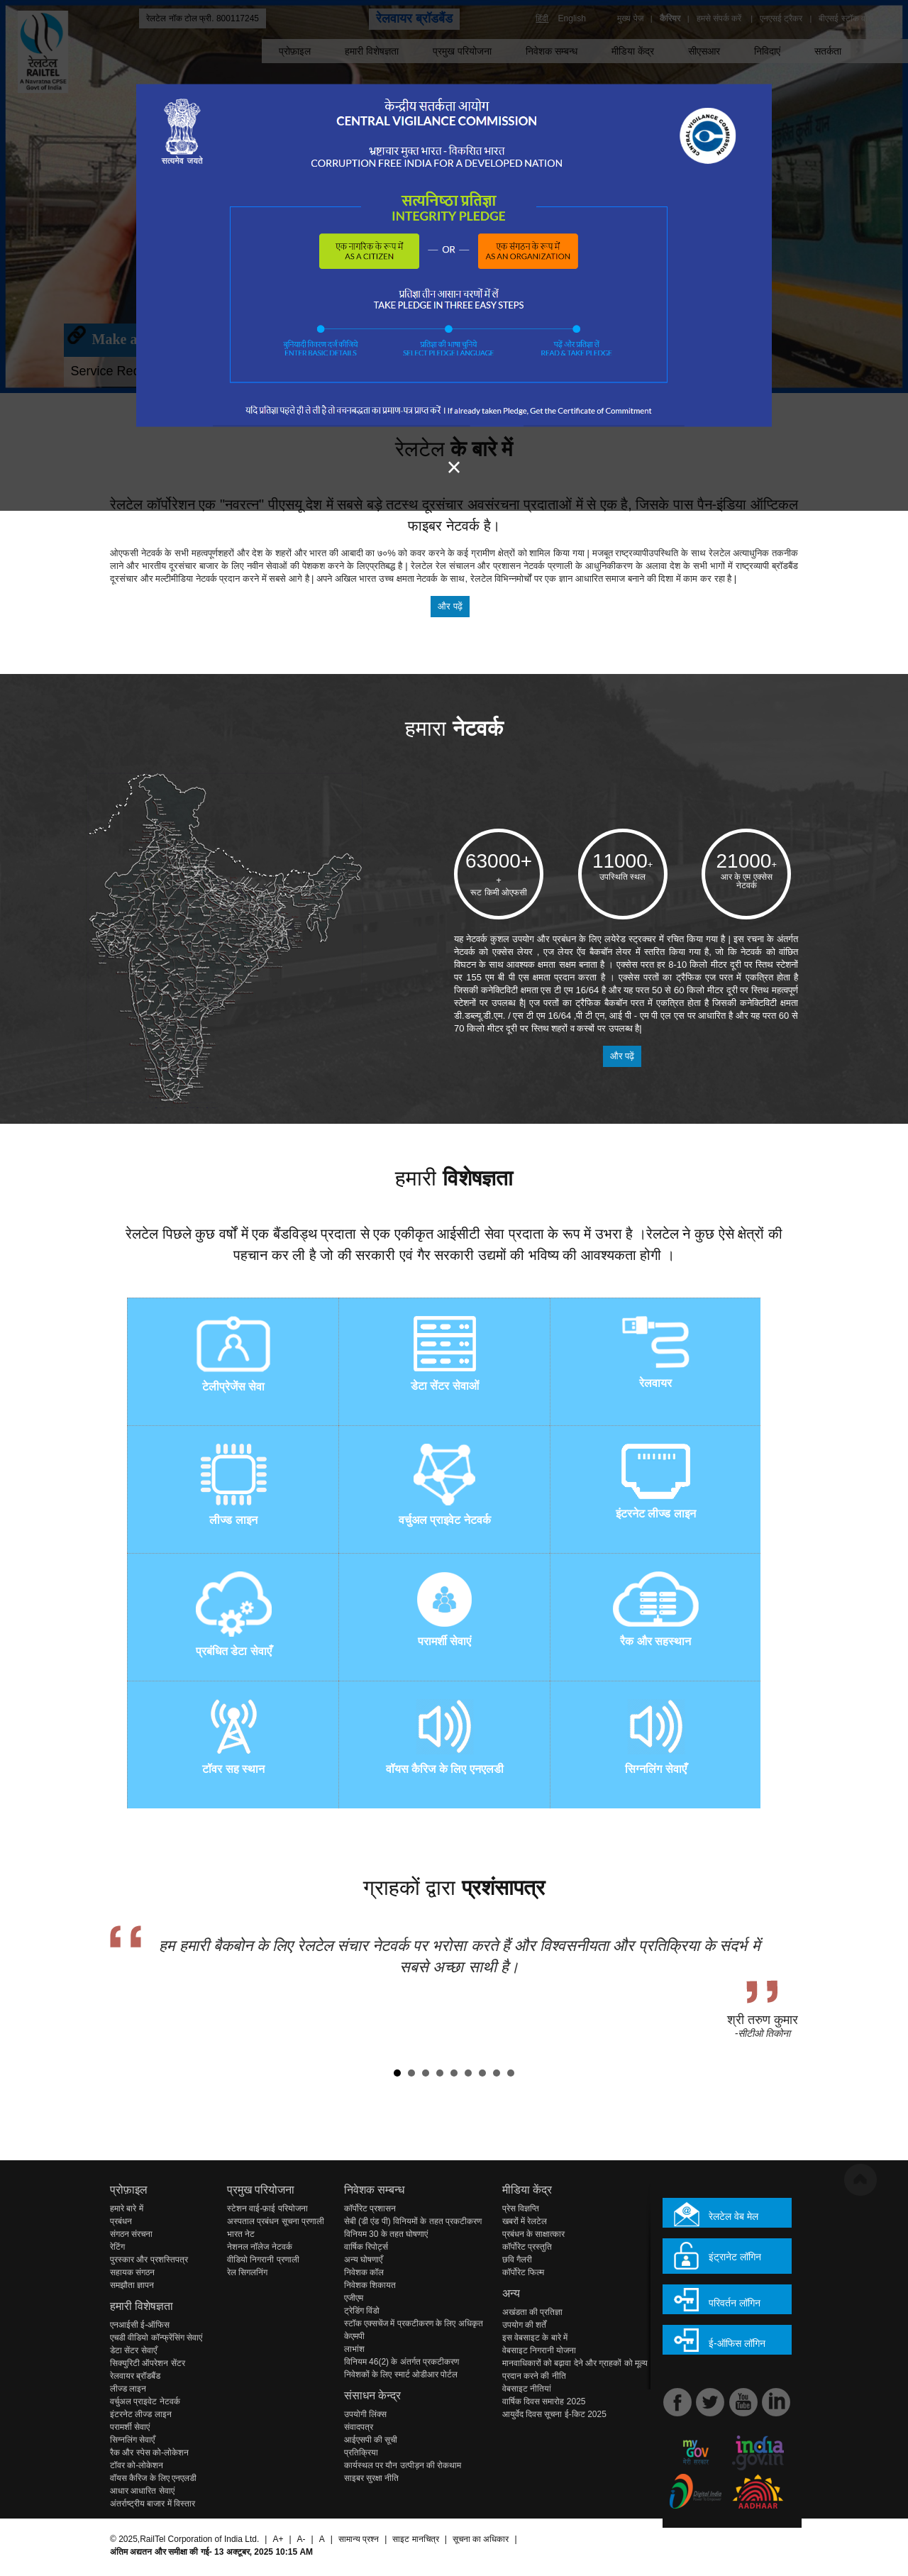 रेलटेल नॉक टोल फ्री. 800117245
रेलवायर ब्रॉडबैंड
हिंदी English
मुख्य पेज | कैरियर | हमसे संपर्क करें | एनएसई ट्रैकर |
रेलटेल
RAILTEL
A Navratna CPSE
Govt of India
प्रोफ़ाइल हमारी विशेषज्ञता प्रमुख परियोजना निवेशक सम्बन्ध मीडिया केंद्र सीएसआर निविदाएं सतर्कता
सत्यमेव जयते
केन्द्रीय सतर्कता आयोग
CENTRAL VIGILANCE COMMISSION
भ्रष्टाचार मुक्त भारत - विकसित भारत
CORRUPTION FREE INDIA FOR A DEVELOPED NATION
सत्यनिष्ठा प्रतिज्ञा
INTEGRITY PLEDGE
एक नागरिक के रूप में
AS A CITIZEN
OR
एक संगठन के रूप में
AS AN ORGANIZATION
प्रतिज्ञा तीन आसान चरणों में लें
TAKE PLEDGE IN THREE EASY STEPS
बुनियादी विवरण दर्ज कीजिये
ENTER BASIC DETAILS
प्रतिज्ञा की भाषा चुनिये
SELECT PLEDGE LANGUAGE
पढ़ें और प्रतिज्ञा लें
READ & TAKE PLEDGE
यदि प्रतिज्ञा पहले ही ले ली है तो वचनबद्धता का प्रमाण-पत्र प्राप्त करें । If already taken Pledge, Get the Certificate of Commitment
Make a
Service Rec
रेलटेल के बारे में
×
रेलटेल कॉर्पोरेशन एक "नवरत्न" पीएसयू देश में सबसे बड़े तटस्थ दूरसंचार अवसंरचना प्रदाताओं में से एक है, जिसके पास पैन-इंडिया ऑप्टिकल
फाइबर नेटवर्क है।
ओएफसी नेटवर्क के सभी महत्वपूर्णशहरों और देश के शहरों और भारत की आबादी का ७०% को कवर करने के कई ग्रामीण क्षेत्रों को शामिल किया गया | मजबूत राष्ट्रव्यापीउपस्थिति के साथ रेलटेल अत्याधुनिक तकनीक
लाने और भारतीय दूरसंचार बाजार के लिए नवीन सेवाओं की पेशकश करने के लिएप्रतिबद्ध है | रेलटेल रेल संचालन और प्रशासन नेटवर्क प्रणाली के आधुनिकीकरण के अलावा देश के सभी भागों में राष्ट्रव्यापी ब्रॉडबैंड
दूरसंचार और मल्टीमीडिया नेटवर्क प्रदान करने में सबसे आगे है | अपने अखिल भारत उच्च क्षमता नेटवर्क के साथ, रेलटेल विभिन्नमोर्चों पर एक ज्ञान आधारित समाज बनाने की दिशा में काम कर रहा है |
और पढ़ें
हमारा नेटवर्क
63000+
+
रूट किमी ओएफसी
11000+
उपस्थिति स्थल
21000+
आर के एम एक्सेस
नेटवर्क
यह नेटवर्क कुशल उपयोग और प्रबंधन के लिए लयेरेड स्ट्रक्चर में रचित किया गया है | इस रचना के अंतर्गत
नेटवर्क को एक्सेस लेयर , एज लेयर ऐंव बैकबॉन लेयर में स्तरित किया गया है, जो कि नेटवर्क को वांछित
विघटन के साथ आवश्यक क्षमता सक्षम बनाता है । एक्सेस परत हर 8-10 किलो मीटर दूरी पर स्तिथ स्टेशनों
पर 155 एम बी पी एस क्षमता प्रदान करता है । एक्सेस परतों का ट्रैफिक एज परत में एकत्रित होता है
जिसकी कनेक्टिविटी क्षमता एस टी एम 16/64 है और यह परत 50 से 60 किलो मीटर दूरी पर स्तिथ महत्वपूर्ण
स्टेशनों पर उपलब्ध है| एज परतों का ट्रैफिक बैकबॉन परत में एकत्रित होता है जिसकी कनेक्टिविटी क्षमता
डी.डब्ल्यू.डी.एम. / एस टी एम 16/64 ,पी टी एन, आई पी - एम पी एल एस पर आधारित है और यह परत 60 से
70 किलो मीटर दूरी पर स्तिथ शहरों व कस्बों पर उपलब्ध है|
और पढ़ें
हमारी विशेषज्ञता
रेलटेल पिछले कुछ वर्षों में एक बैंडविड्थ प्रदाता से एक एकीकृत आईसीटी सेवा प्रदाता के रूप में उभरा है ।रेलटेल ने कुछ ऐसे क्षेत्रों की
पहचान कर ली है जो की सरकारी एवं गैर सरकारी उद्यमों की भविष्य की आवश्यकता होगी ।
टेलीप्रेजेंस सेवा डेटा सेंटर सेवाओं रेलवायर
लीज्ड लाइन वर्चुअल प्राइवेट नेटवर्क इंटरनेट लीज्ड लाइन
प्रबंधित डेटा सेवाएँ परामर्शी सेवाएं रैक और सहस्थान
टॉवर सह स्थान वॉयस कैरिज के लिए एनएलडी सिग्नलिंग सेवाएँ
ग्राहकों द्वारा प्रशंसापत्र
हम हमारी बैकबोन के लिए रेलटेल संचार नेटवर्क पर भरोसा करते हैं और विश्वसनीयता और प्रतिक्रिया के संदर्भ में
सबसे अच्छा साथी है।
श्री तरुण कुमार
-सीटीओ तिकोना
प्रोफ़ाइल
हमारे बारे में
प्रबंधन
संगठन संरचना
रेटिंग
पुरस्कार और प्रशस्तिपत्र
सहायक संगठन
समझौता ज्ञापन
हमारी विशेषज्ञता
एनआईसी ई-ऑफिस
एचडी वीडियो कॉन्फ्रेंसिंग सेवाएं
डेटा सेंटर सेवाएँ
सिक्युरिटी ऑपरेशन सेंटर
रेलवायर ब्रॉडबैंड
लीज्ड लाइन
वर्चुअल प्राइवेट नेटवर्क
इंटरनेट लीज्ड लाइन
परामर्शी सेवाएं
सिग्नलिंग सेवाएँ
रैक और स्पेस को-लोकेशन
टॉवर को-लोकेशन
वॉयस कैरिज के लिए एनएलडी
आधार आधारित सेवाएं
अंतर्राष्ट्रीय बाजार में विस्तार
प्रमुख परियोजना
स्टेशन वाई-फ़ाई परियोजना
अस्पताल प्रबंधन सूचना प्रणाली
भारत नेट
नेशनल नॉलेज नेटवर्क
वीडियो निगरानी प्रणाली
रेल सिगलनिंग
निवेशक सम्बन्ध
कॉर्पोरेट प्रशासन
सेबी (डी एंड पी) विनियमों के तहत प्रकटीकरण
विनियम 30 के तहत घोषणाएं
वार्षिक रिपोर्ट्स
अन्य घोषणाएँ
निवेशक कॉल
निवेशक शिकायत
एजीएम
ट्रेडिंग विंडो
स्टॉक एक्सचेंज में प्रकटीकरण के लिए अधिकृत
केएमपी
लाभांश
विनियम 46(2) के अंतर्गत प्रकटीकरण
निवेशकों के लिए स्मार्ट ओडीआर पोर्टल
संसाधन केन्द्र
उपयोगी लिंक्स
संवादपत्र
आईएसपी की सूची
प्रतिक्रिया
कार्यस्थल पर यौन उत्पीड़न की रोकथाम
साइबर सुरक्षा नीति
मीडिया केंद्र
प्रेस विज्ञप्ति
खबरों में रेलटेल
प्रबंधन के साक्षात्कार
कॉर्पोरेट प्रस्तुति
छवि गैलरी
कॉर्पोरेट फिल्म
अन्य
अखंडता की प्रतिज्ञा
उपयोग की शर्तें
इस वेबसाइट के बारे में
वेबसाइट निगरानी योजना
मानवाधिकारों को बढ़ावा देने और ग्राहकों को मूल्य
प्रदान करने की नीति
वेबसाइट नीतियां
वार्षिक दिवस समारोह 2025
आयुर्वेद दिवस सूचना ई-किट 2025
रेलटेल वेब मेल
इंट्रानेट लॉगिन
परिवर्तन लॉगिन
ई-ऑफिस लॉगिन
You
Tube
my
GOV
मेरी सरकार
india
.gov.in
Digital India
AADHAAR
© 2025,RailTel Corporation of India Ltd. | A+ | A- | A | सामान्य प्रश्न | साइट मानचित्र | सूचना का अधिकार |
अंतिम अद्यतन और समीक्षा की गई- 13 अक्टूबर, 2025 10:15 AM